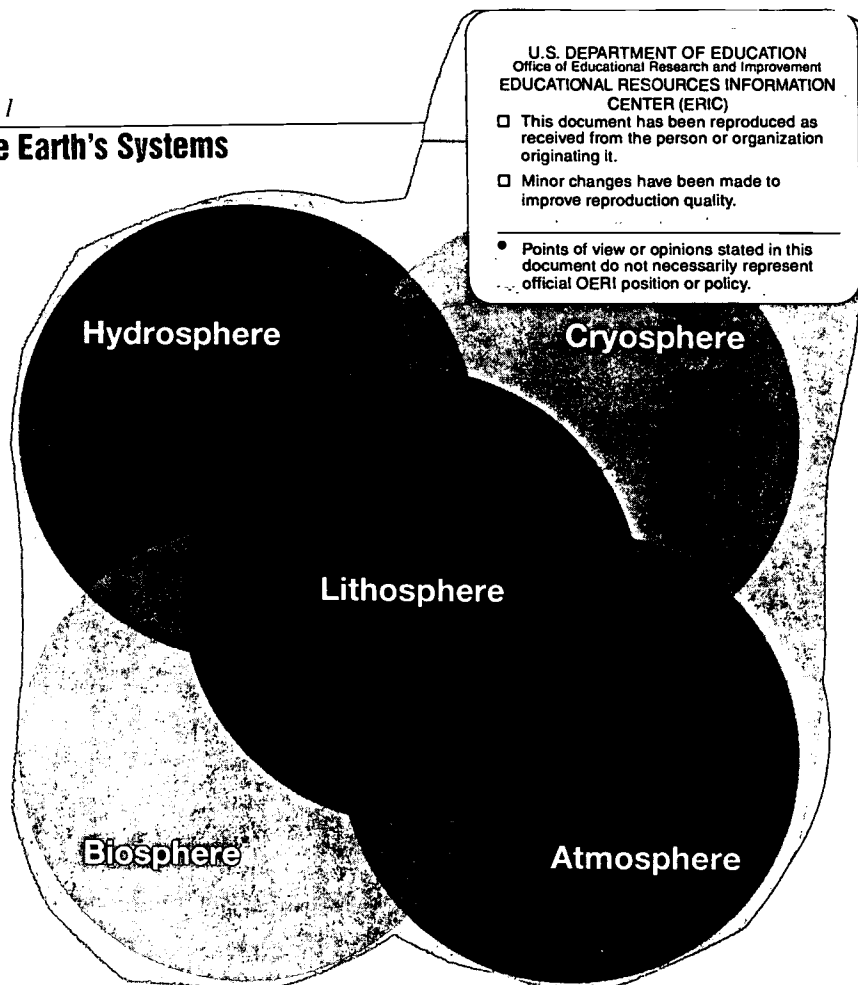 1
e Earth's Systems
U.S. DEPARTMENT OF EDUCATION
Office of Educational Research and Improvement
EDUCATIONAL RESOURCES INFORMATION
CENTER (ERIC)
☐ This document has been reproduced as
received from the person or organization
originating it.
☐ Minor changes have been made to
improve reproduction quality.
• Points of view or opinions stated in this
document do not necessarily represent
official OERI position or policy.
Hydrosphere
Cryosphere
Lithosphere
Biosphere
Atmosphere